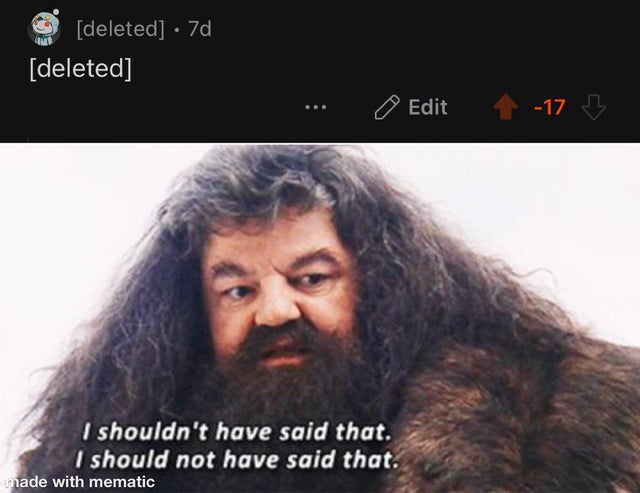 [deleted] • 7d
[deleted]
... Edit -17
I shouldn't have said that.
I should not have said that.
made with mematic